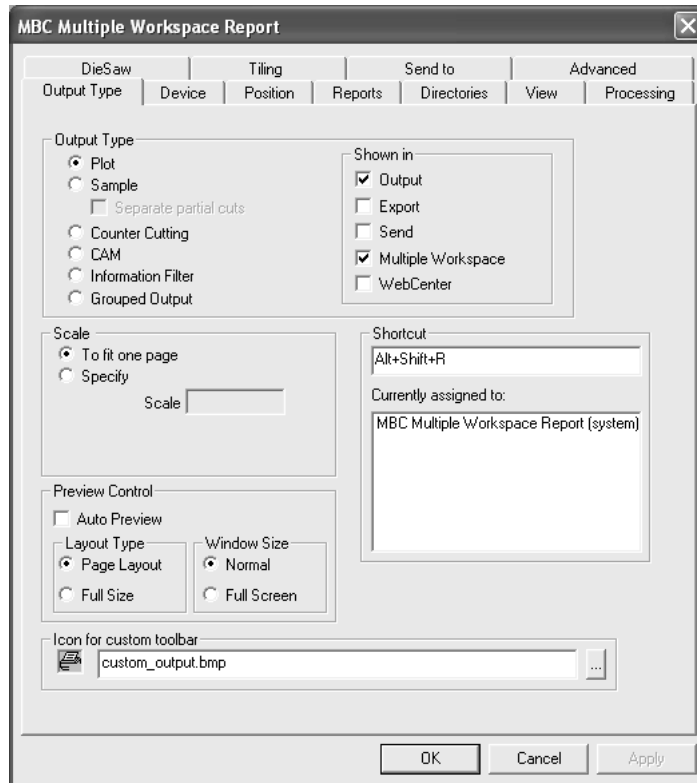 MBC Multiple Workspace Report
DieSaw Tiling Send to Advanced
Output Type Device Position Reports Directories View Processing
Output Type
Plot
Sample
Separate partial cuts
Counter Cutting
CAM
Information Filter
Grouped Output
Shown in
Output
Export
Send
Multiple Workspace
WebCenter
Scale
To fit one page
Specify
Scale
Shortcut
Alt+Shift+R
Currently assigned to:
MBC Multiple Workspace Report (system)
Preview Control
Auto Preview
Layout Type
Page Layout
Full Size
Window Size
Normal
Full Screen
Icon for custom toolbar
custom_output.bmp
...
OK Cancel Apply